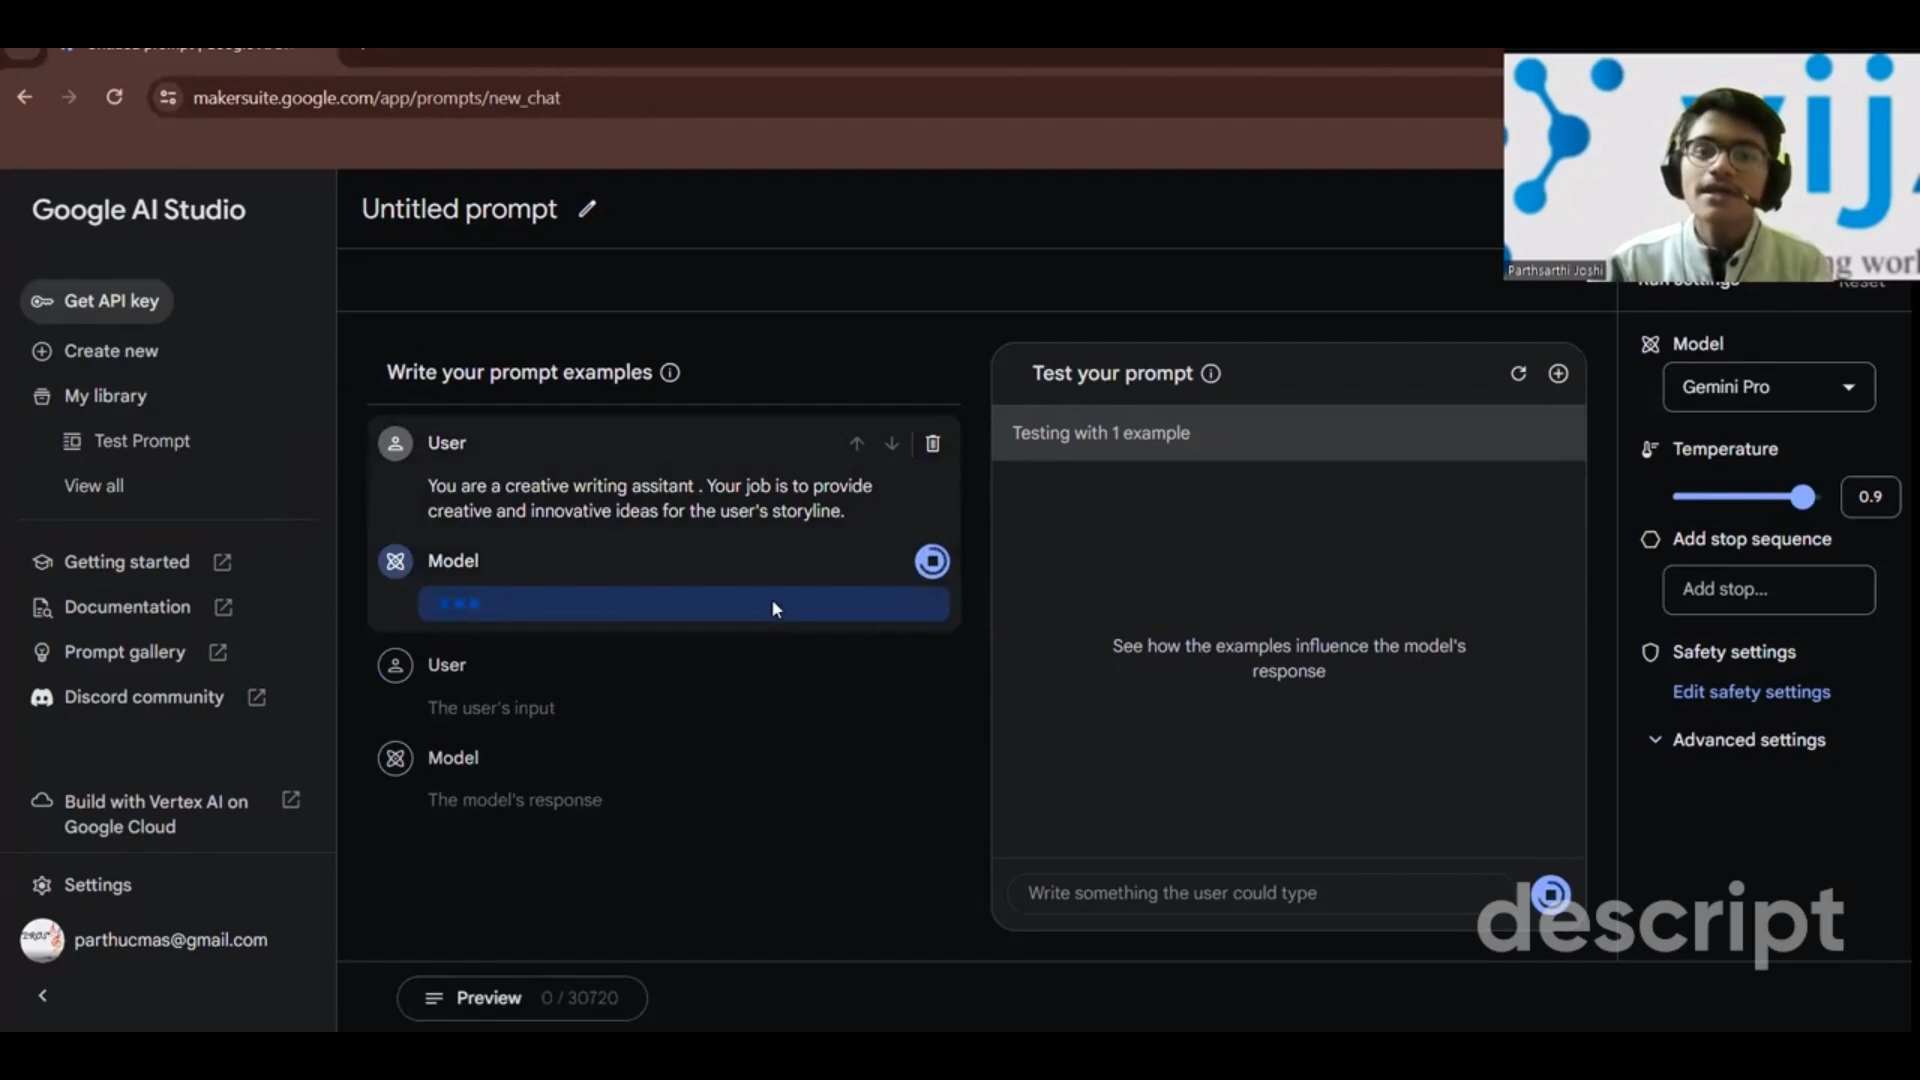 makersuite.google.com/app/prompts/new_chat
Google AI Studio
Get API key
Create new
My library
Test Prompt
View all
Getting started
Documentation
Prompt gallery
Discord community
Build with Vertex AI on
Google Cloud
Settings
parthucmas@gmail.com
Untitled prompt
Write your prompt examples
User
You are a creative writing assitant . Your job is to provide
creative and innovative ideas for the user's storyline.
Model
User
The user's input
Model
The model's response
Preview 0 / 30720
Test your prompt
Testing with 1 example
See how the examples influence the model's
response
Write something the user could type
Parthsarthi Joshi
Model
Gemini Pro
Temperature
0.9
Add stop sequence
Add stop...
Safety settings
Edit safety settings
Advanced settings
descript